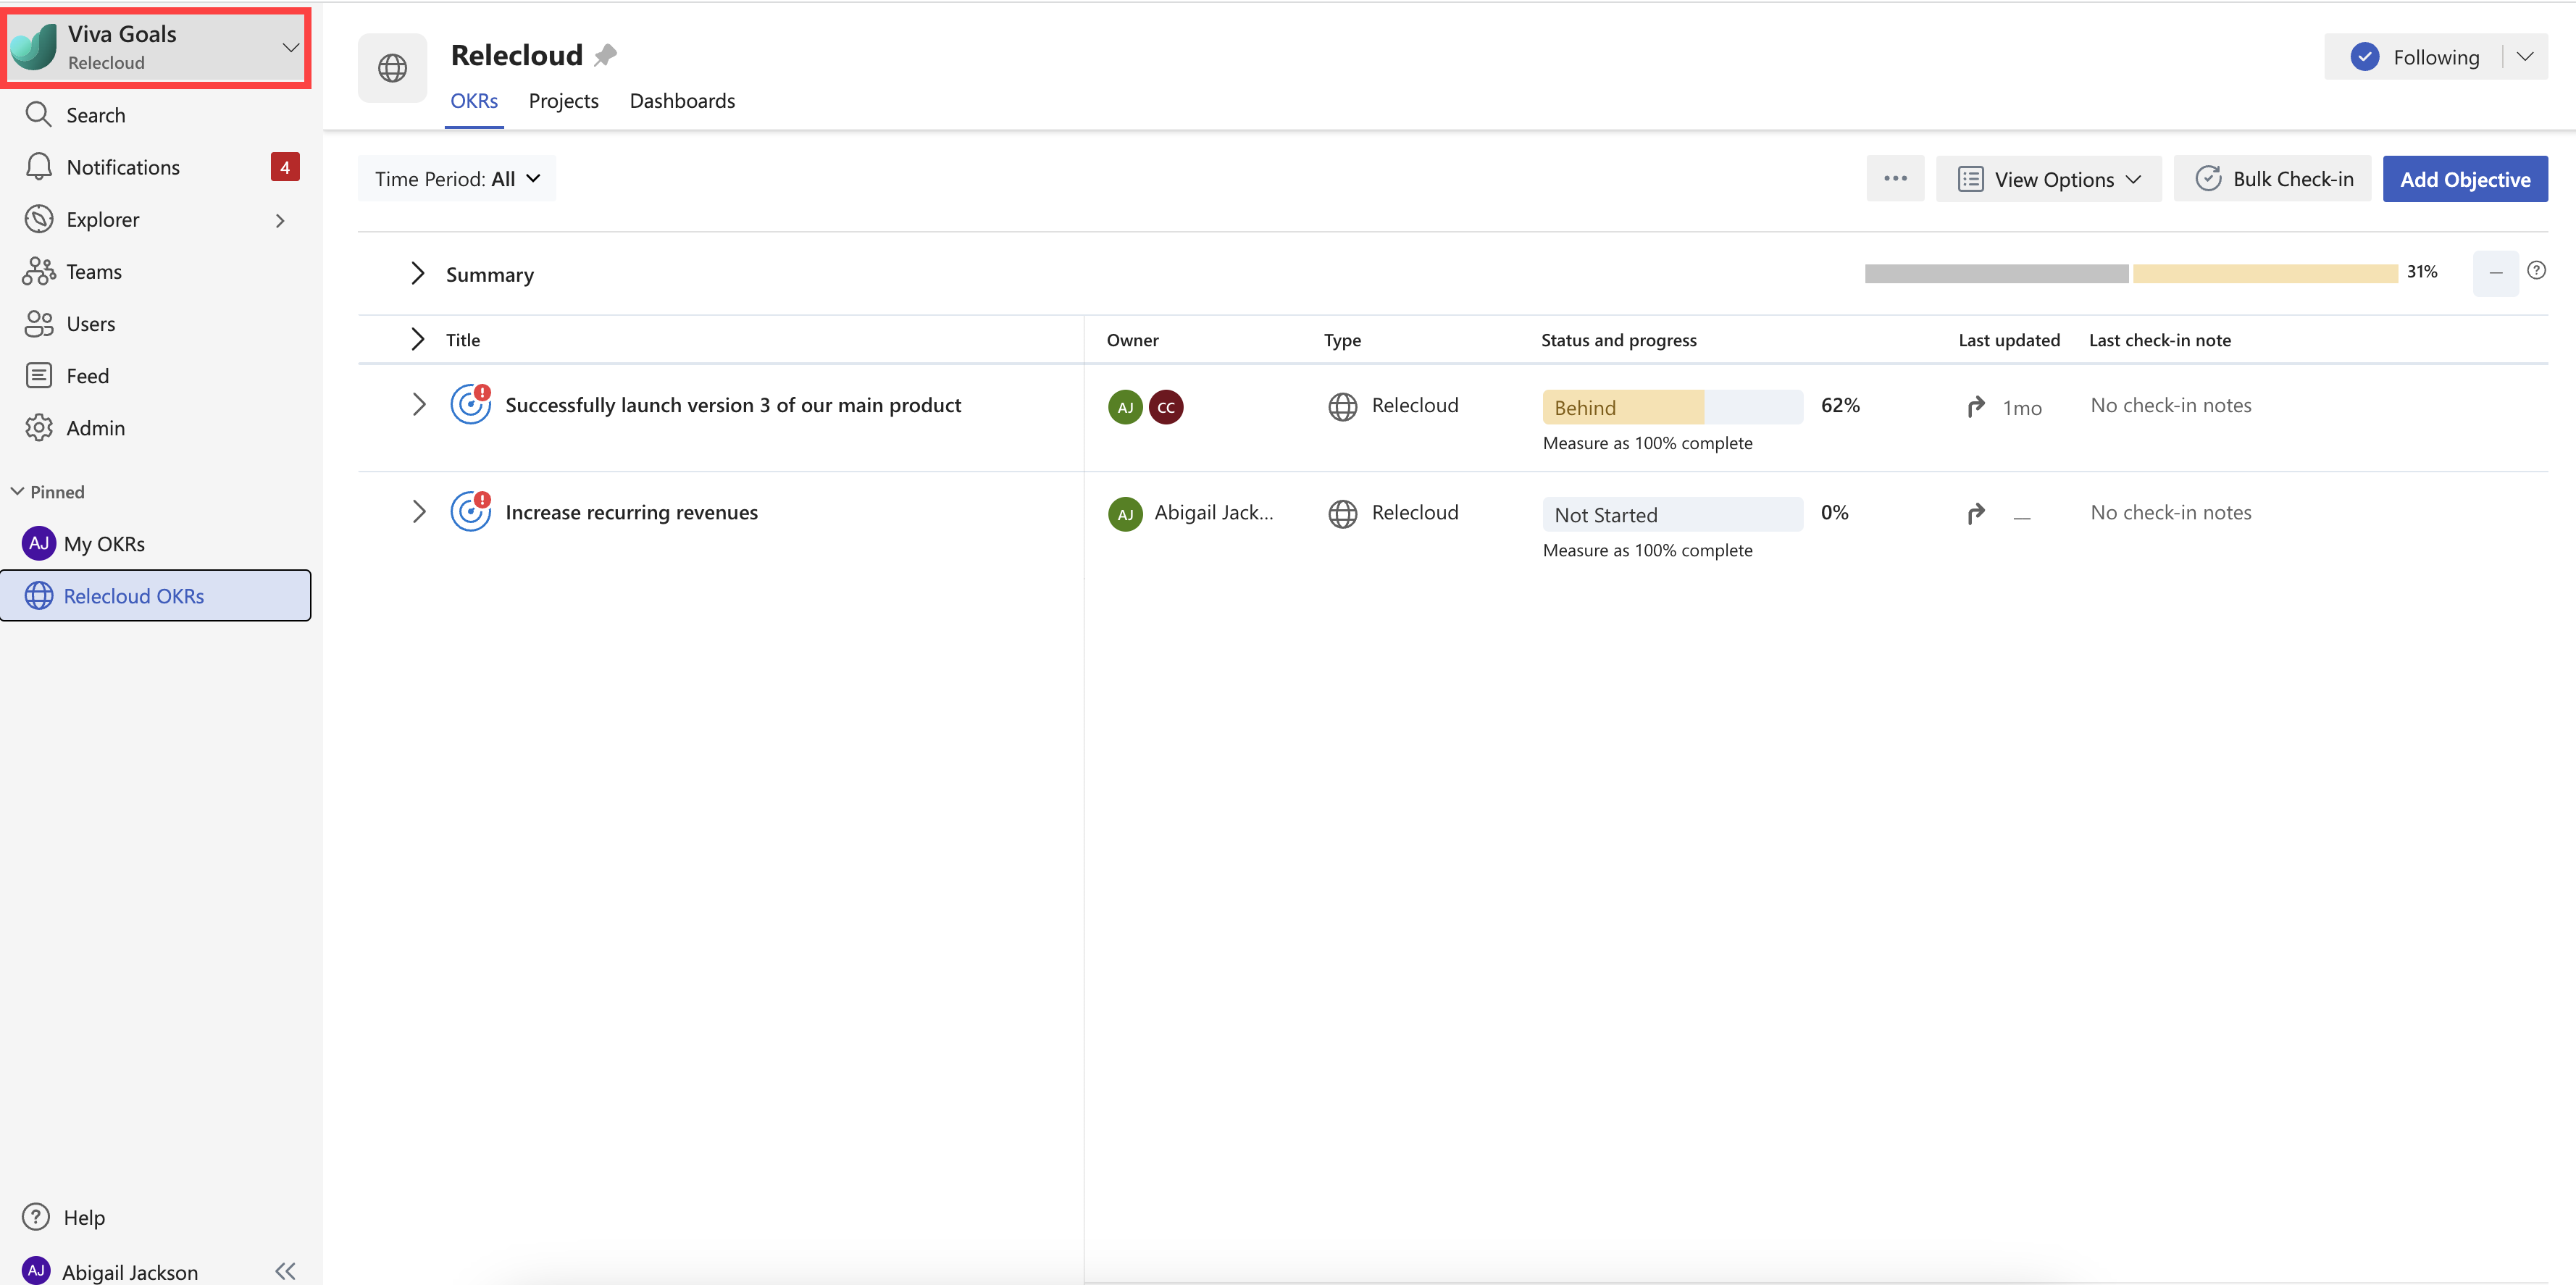 Viva Goals
Relecloud
Search
Notifications 4
Explorer
Teams
Users
Feed
Admin
Pinned
AJ My OKRs
Relecloud OKRs
Help
AJ Abigail Jackson
Relecloud
OKRs Projects Dashboards
Following
Time Period: All
View Options Bulk Check-in Add Objective
Summary 31%
Title Owner Type Status and progress Last updated Last check-in note
Successfully launch version 3 of our main product AJ CC Relecloud Behind 62% 1mo No check-in notes
Measure as 100% complete
Increase recurring revenues AJ Abigail Jack... Relecloud Not Started 0% — No check-in notes
Measure as 100% complete